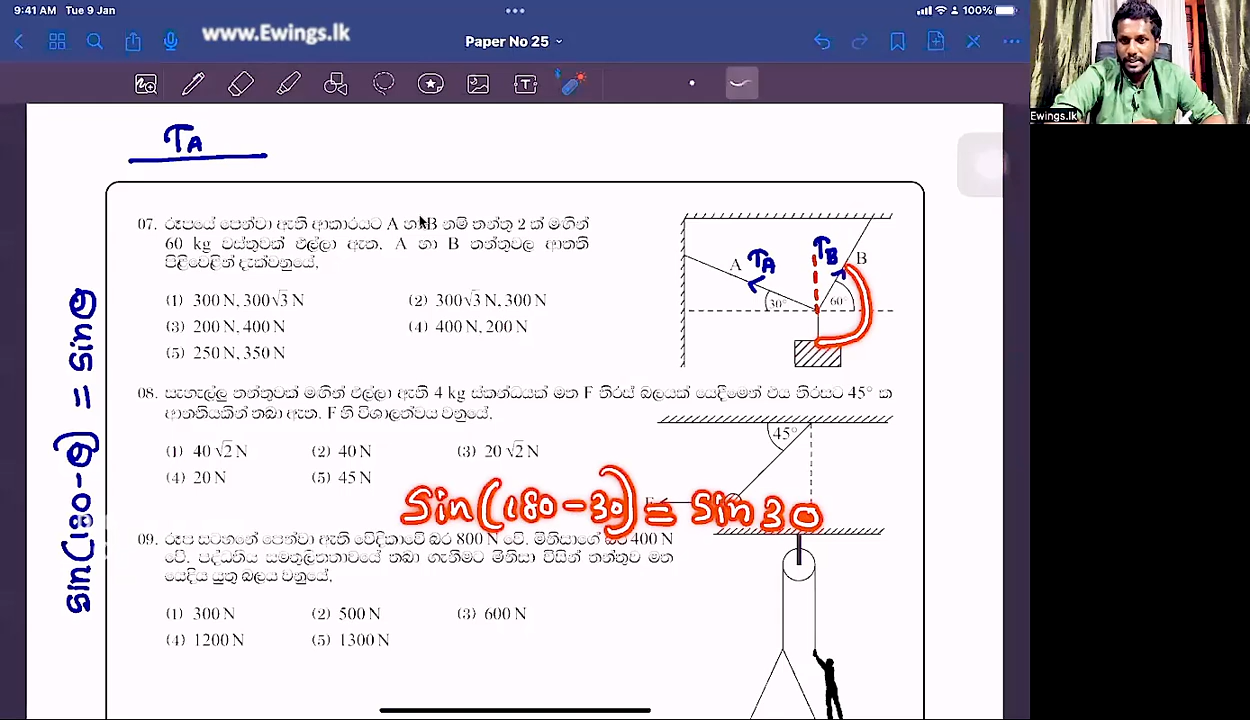 9:41 AM Tue 9 Jan
100%
www.Ewings.lk
Paper No 25
Ewings.lk
TA
07. රූපයේ පෙන්වා ඇති ආකාරයට A හා B නම් තන්තු 2 ක් මගින්
60 kg වස්තුවක් එල්ලා ඇත. A හා B තන්තුවල ආතති
පිළිවෙළින් දැක්වනුයේ,
(1) 300 N, 300√3 N (2) 300√3 N, 300 N
(3) 200 N, 400 N (4) 400 N, 200 N
(5) 250 N, 350 N
A TA TB B
30° 60°
08. සැහැල්ලු තන්තුවක් මගින් එල්ලා ඇති 4 kg ස්කන්ධයක් මත F තිරස් බලයක් යෙදීමෙන් එය තිරසට 45° ක
ආනතියකින් තබා ඇත. F හි විශාලත්වය වනුයේ.
(1) 40√2 N (2) 40 N (3) 20√2 N
(4) 20 N (5) 45 N
45°
F
sin(180-30) = sin 30
09. රූප සටහනේ පෙන්වා ඇති වේදිකාවේ බර 800 N වේ. මිනිසාගේ බර 400 N
වේ. පද්ධතිය සමතුලිතතාවයේ තබා ගැනීමට මිනිසා විසින් තන්තුව මත
යෙදිය යුතු බලය වනුයේ,
(1) 300 N (2) 500 N (3) 600 N
(4) 1200 N (5) 1300 N
sin(180-θ) = sinθ